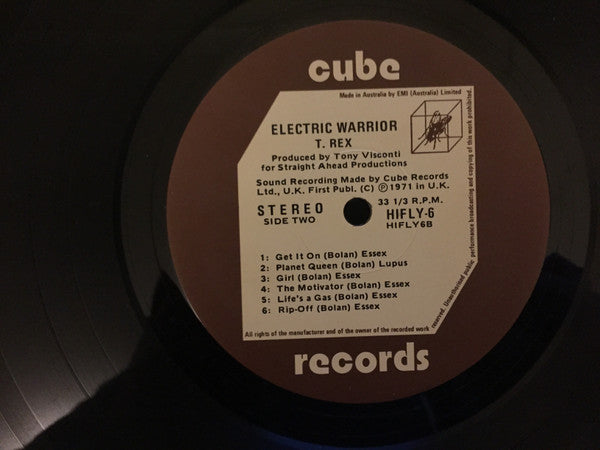 cube
Made in Australia by EMI (Australia) Limited
ELECTRIC WARRIOR
T. REX
Produced by Tony Visconti
for Straight Ahead Productions
Sound Recording Made by Cube Records
Ltd., U.K. First Publ. (C) Ⓟ 1971 in U.K.
STEREO
SIDE TWO
33 1/3 R.P.M.
HIFLY-6
HIFLY6B
1: Get It On (Bolan) Essex
2: Planet Queen (Bolan) Lupus
3: Girl (Bolan) Essex
4: The Motivator (Bolan) Essex
5: Life's a Gas (Bolan) Essex
6: Rip-Off (Bolan) Essex
All rights of the manufacturer and of the owner of the recorded work
reserved. Unauthorised public
performance broadcasting and copying of this work prohibited.
records